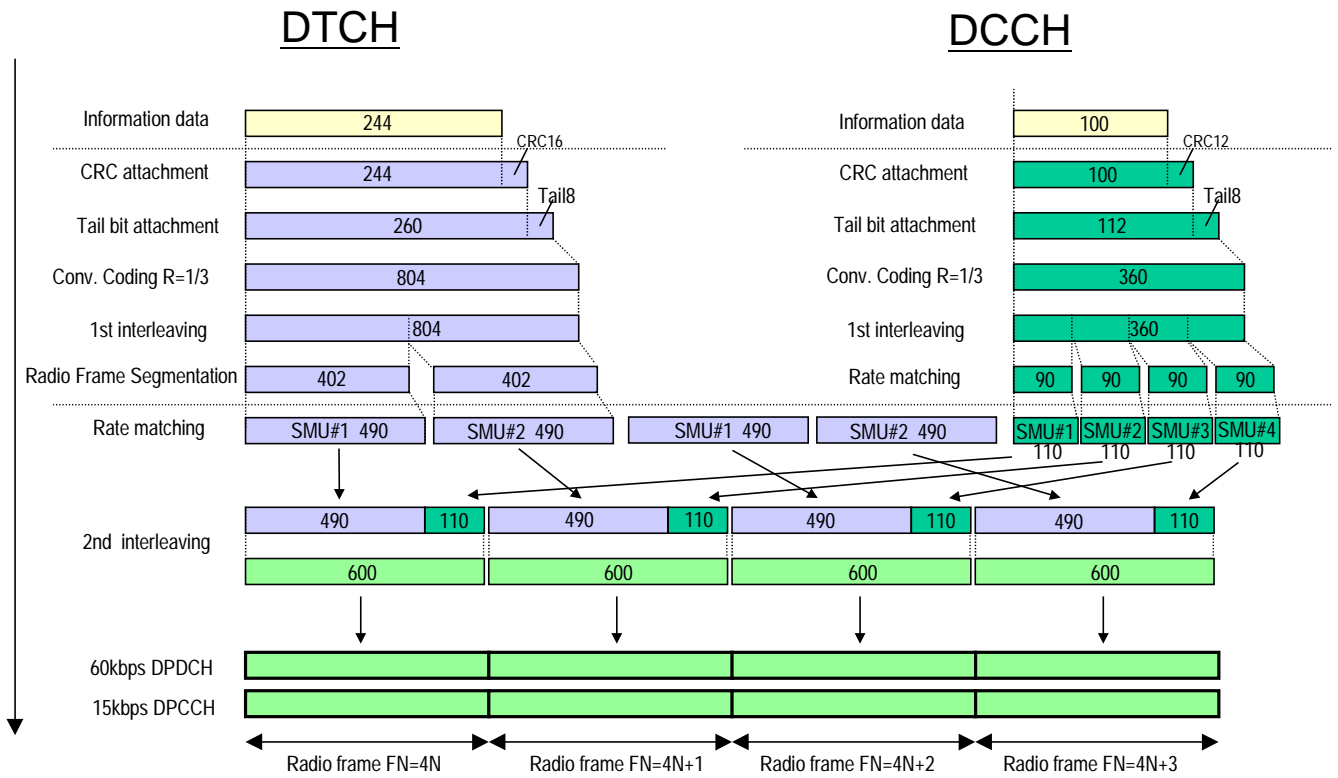 DTCH
DCCH
Information data
244
Information data
100
CRC16
CRC12
CRC attachment
244
CRC attachment
100
Tail8
Tail8
Tail bit attachment
260
Tail bit attachment
112
Conv. Coding R=1/3
804
Conv. Coding R=1/3
360
1st interleaving
804
1st interleaving
360
Radio Frame Segmentation
402
402
Rate matching
90
90
90
90
Rate matching
SMU#1 490
SMU#2 490
SMU#1 490
SMU#2 490
SMU#1
SMU#2
SMU#3
SMU#4
110
110
110
110
2nd interleaving
490
110
490
110
490
110
490
110
600
600
600
600
60kbps DPDCH
15kbps DPCCH
Radio frame FN=4N
Radio frame FN=4N+1
Radio frame FN=4N+2
Radio frame FN=4N+3